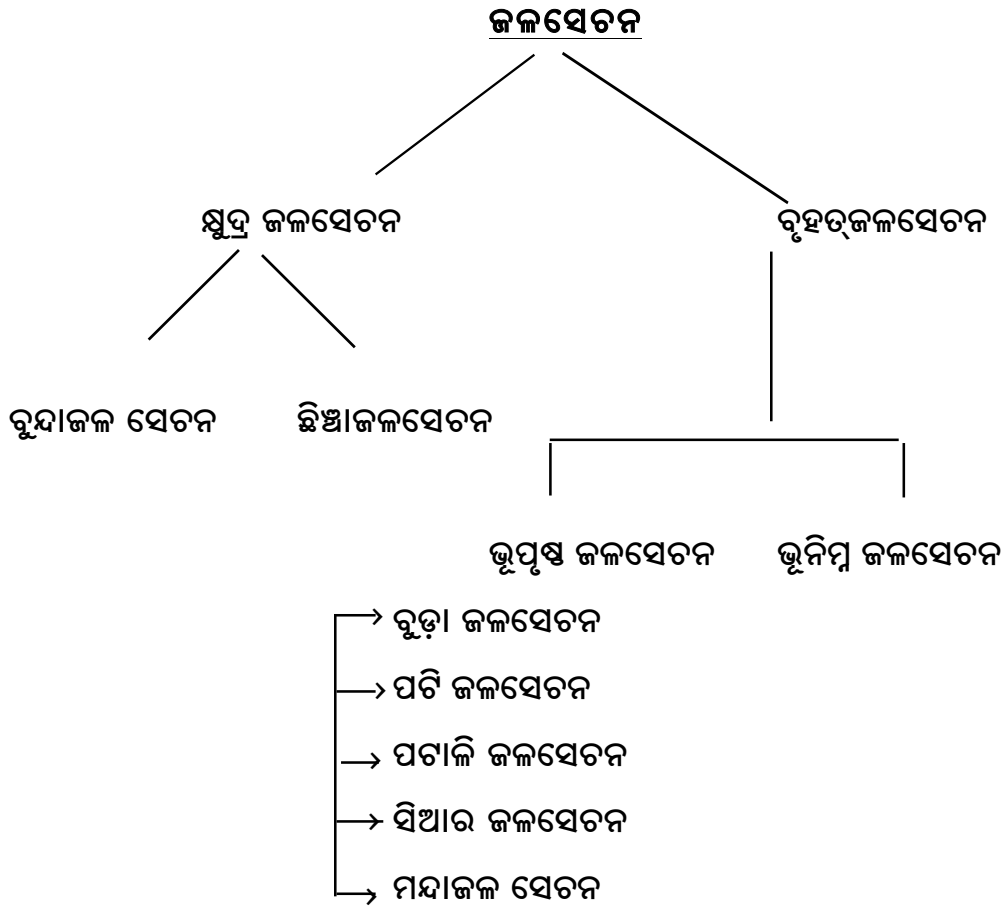 ଜଳସେଚନ
କ୍ଷୁଦ୍ର ଜଳସେଚନ ବୃହତ୍‌ଜଳସେଚନ
ବୁନ୍ଦାଜଳ ସେଚନ ଛିଞ୍ଚାଜଳସେଚନ
ଭୂପୃଷ୍ଠ ଜଳସେଚନ ଭୂନିମ୍ନ ଜଳସେଚନ
ବୁଡ଼ା ଜଳସେଚନ
ପଟି ଜଳସେଚନ
ପଟାଳି ଜଳସେଚନ
ସିଆର ଜଳସେଚନ
ମନ୍ଦାଜଳ ସେଚନ